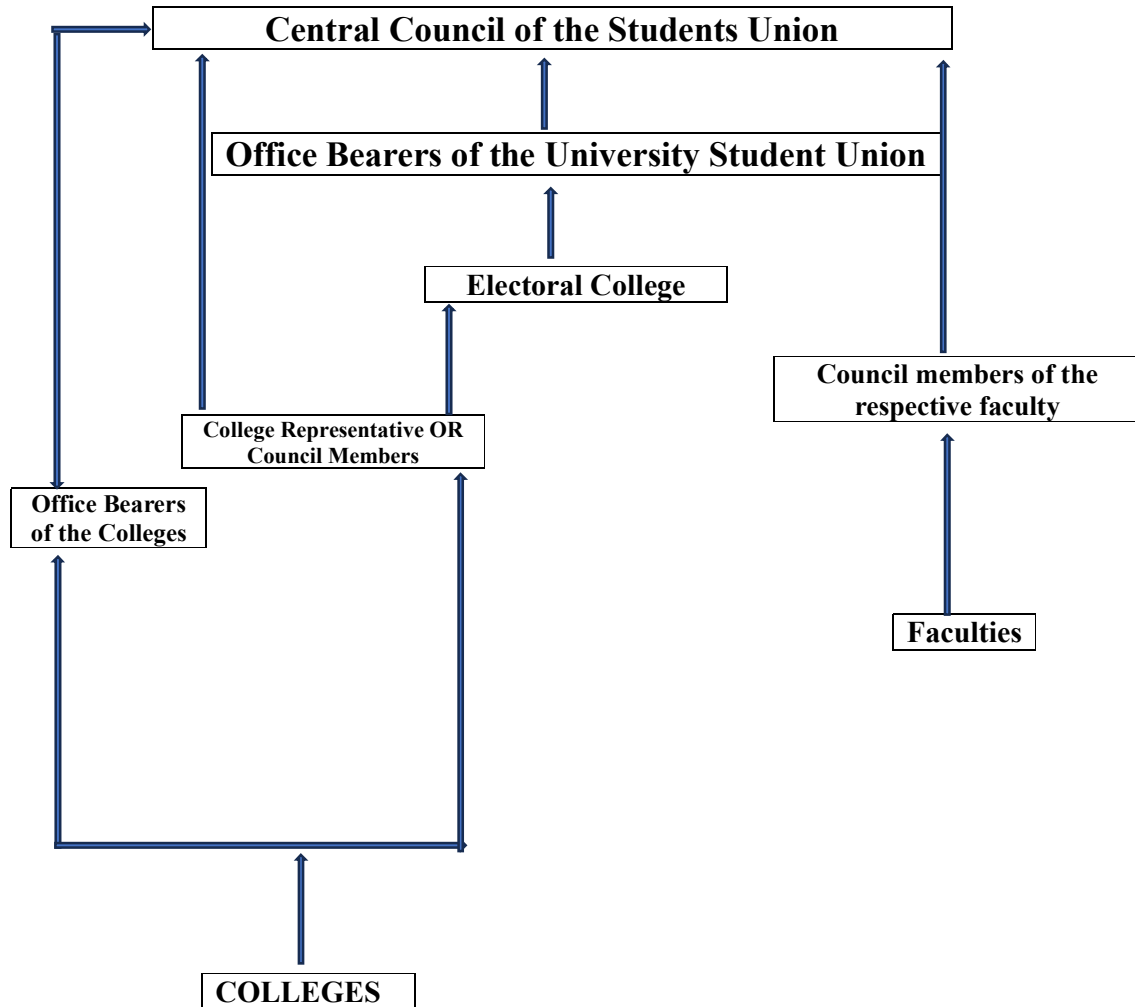 Central Council of the Students Union
Office Bearers of the University Student Union
Electoral College
Council members of the
respective faculty
College Representative OR
Council Members
Office Bearers
of the Colleges
Faculties
COLLEGES